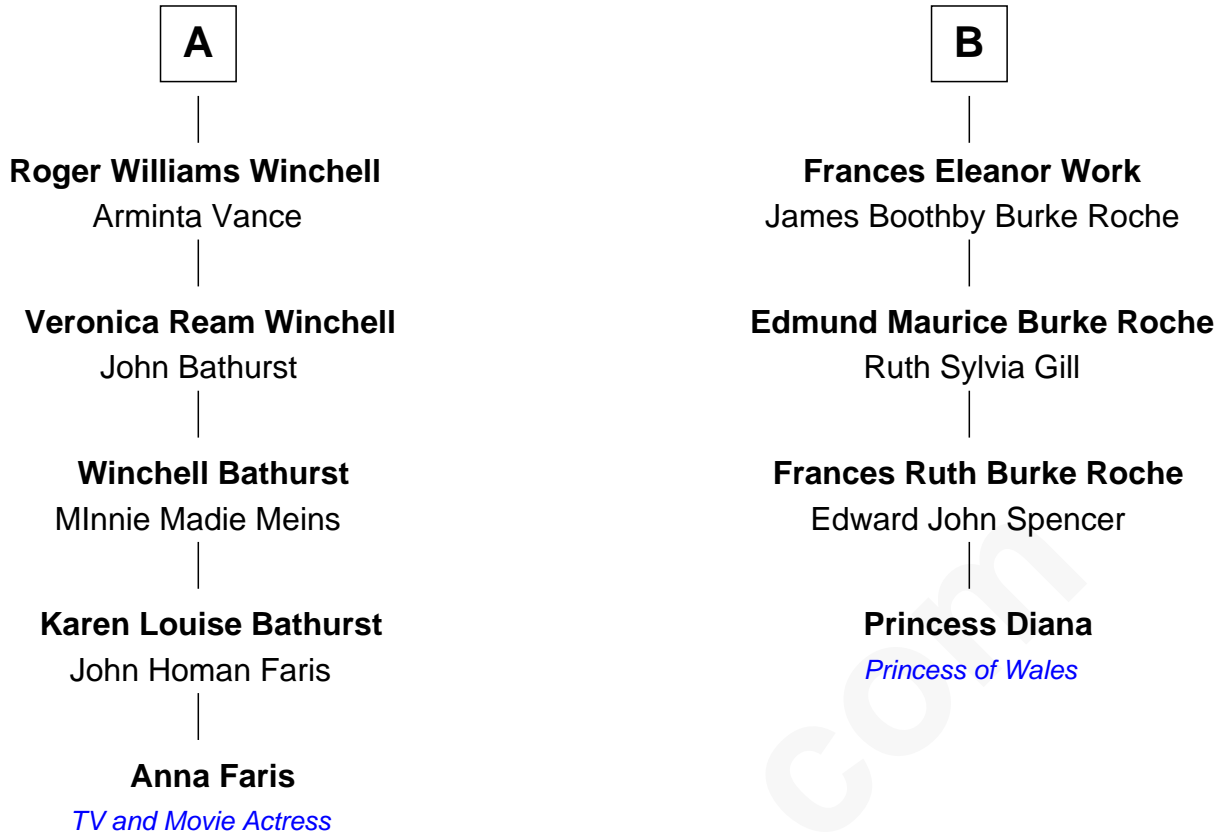 A
Roger Williams Winchell
Arminta Vance
Veronica Ream Winchell
John Bathurst
Winchell Bathurst
MInnie Madie Meins
Karen Louise Bathurst
John Homan Faris
Anna Faris
TV and Movie Actress
B
Frances Eleanor Work
James Boothby Burke Roche
Edmund Maurice Burke Roche
Ruth Sylvia Gill
Frances Ruth Burke Roche
Edward John Spencer
Princess Diana
Princess of Wales
com